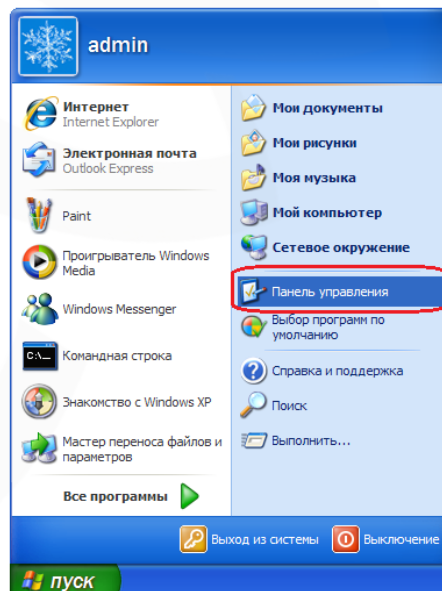 admin
Интернет
Internet Explorer
Электронная почта
Outlook Express
Paint
Проигрыватель Windows
Media
Windows Messenger
C:\_
Командная строка
Знакомство с Windows XP
Мастер переноса файлов и
параметров
Все программы
Мои документы
Мои рисунки
Моя музыка
Мой компьютер
Сетевое окружение
Панель управления
Выбор программ по
умолчанию
Справка и поддержка
Поиск
Выполнить...
Выход из системы
Выключение
пуск